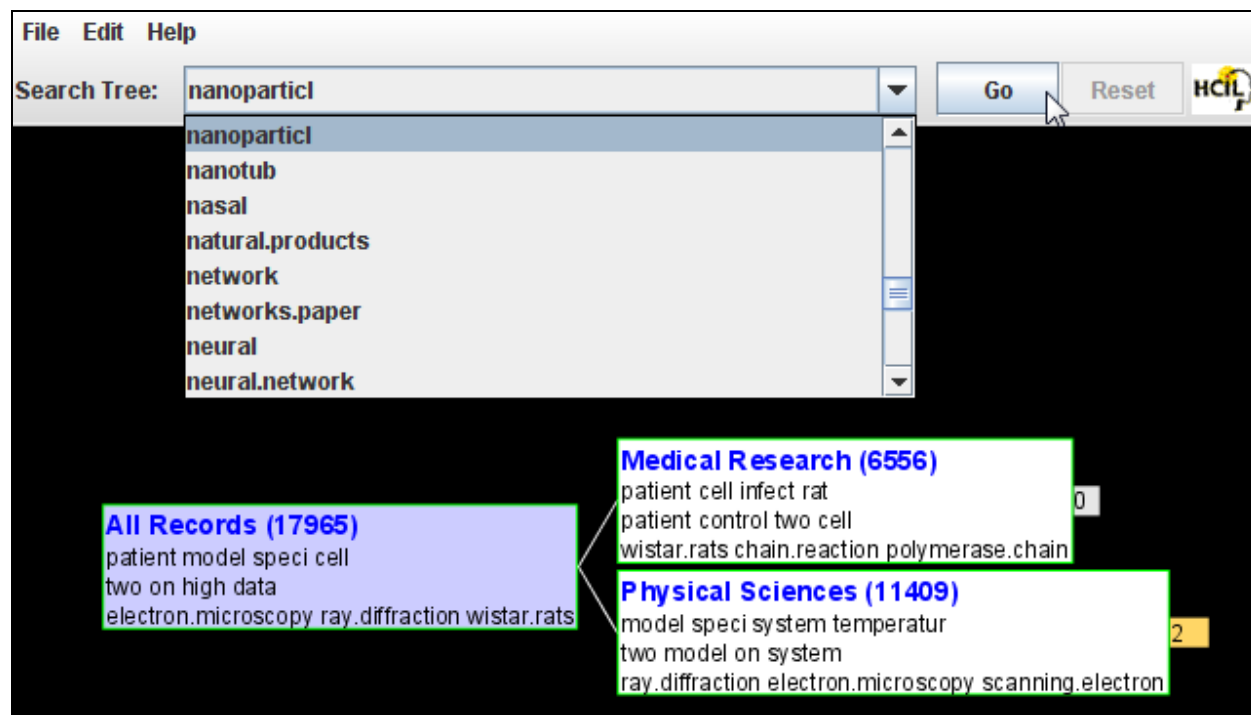 File Edit Help
Search Tree: nanoparticl Go Reset HCIL
nanoparticl
nanotub
nasal
natural.products
network
networks.paper
neural
neural.network
All Records (17965)
patient model speci cell
two on high data
electron.microscopy ray.diffraction wistar.rats
Medical Research (6556)
patient cell infect rat
patient control two cell
wistar.rats chain.reaction polymerase.chain
0
Physical Sciences (11409)
model speci system temperatur
two model on system
ray.diffraction electron.microscopy scanning.electron
2